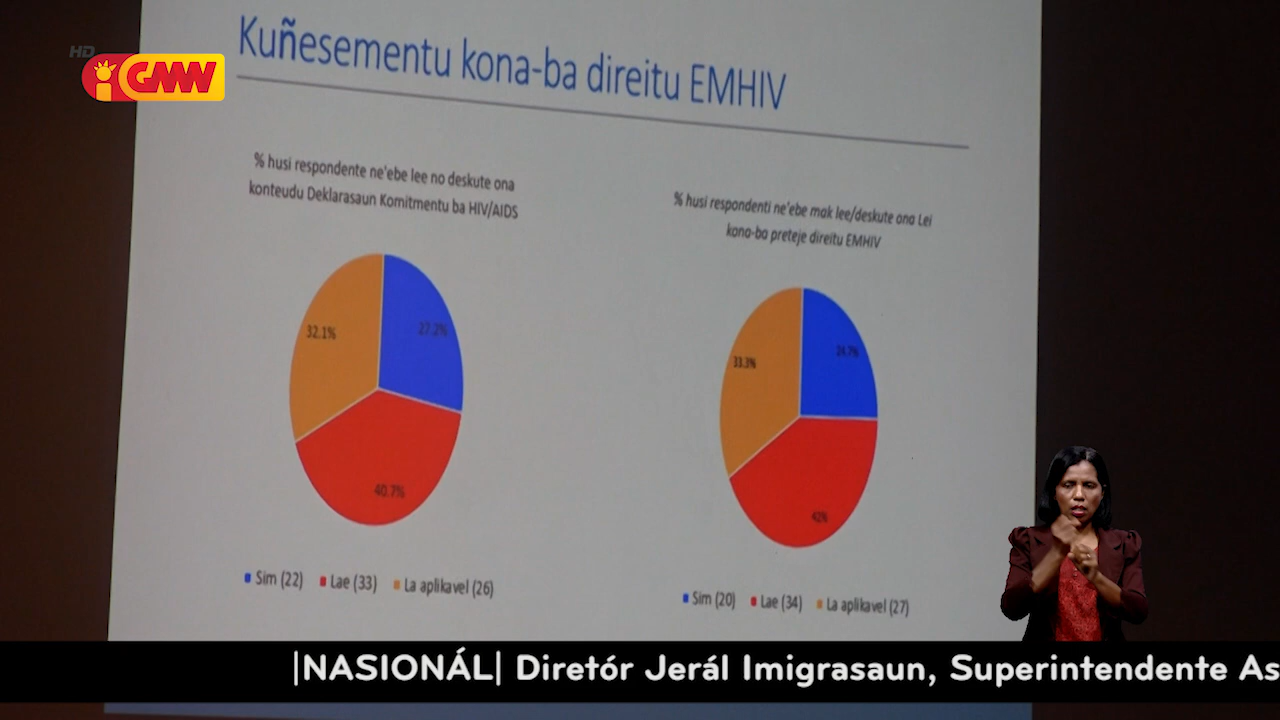 HD
GMN
Kuñesementu kona-ba direitu EMHIV
% husi respondente ne'ebe lee no deskute ona
konteudu Deklarasaun Komitmentu ba HIV/AIDS
32.1%
27.2%
40.7%
Sim (22) Lae (33) La aplikavel (26)
% husi respondenti ne'ebe mak lee/deskute ona Lei
kona-ba preteje direitu EMHIV
33.3%
24.7%
42%
Sim (20) Lae (34) La aplikavel (27)
|NASIONÁL| Diretór Jerál Imigrasaun, Superintendente As